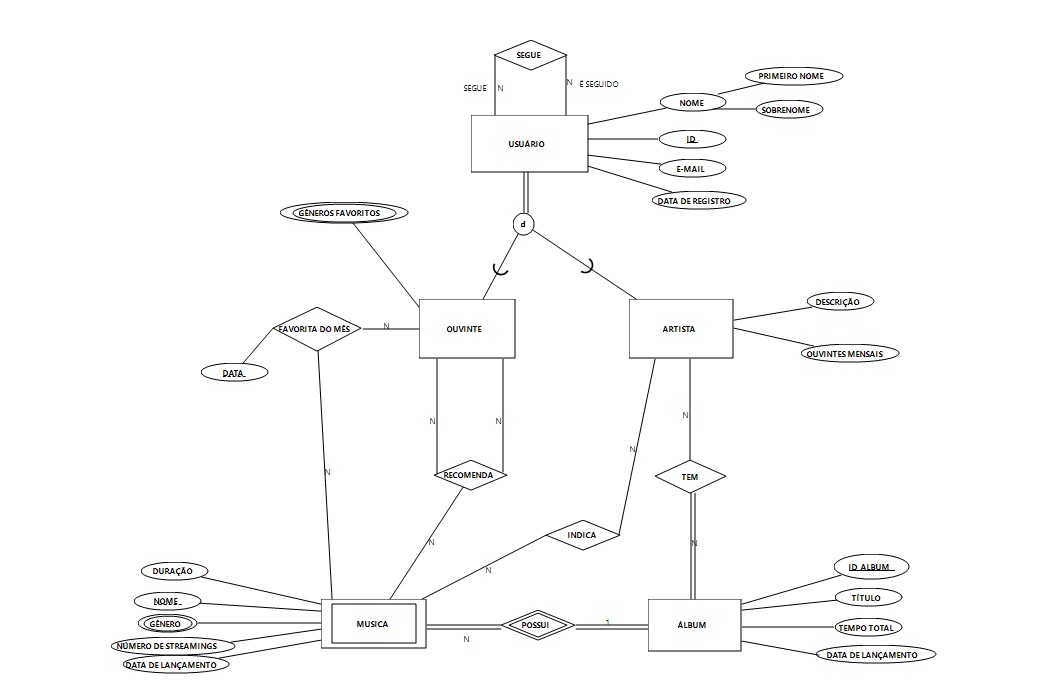 SEGUE
SEGUE N
N É SEGUIDO
PRIMEIRO NOME
NOME
SOBRENOME
USUÁRIO
ID
E-MAIL
DATA DE REGISTRO
GÊNEROS FAVORITOS
d
FAVORITA DO MÊS
N
OUVINTE
ARTISTA
DESCRIÇÃO
OUVINTES MENSAIS
DATA
N
N
N
N
N
RECOMENDA
TEM
INDICA
N
N
N
DURAÇÃO
NOME
GÊNERO
NÚMERO DE STREAMINGS
DATA DE LANÇAMENTO
MUSICA
N
POSSUI
1
ÁLBUM
ID ALBUM
TÍTULO
TEMPO TOTAL
DATA DE LANÇAMENTO